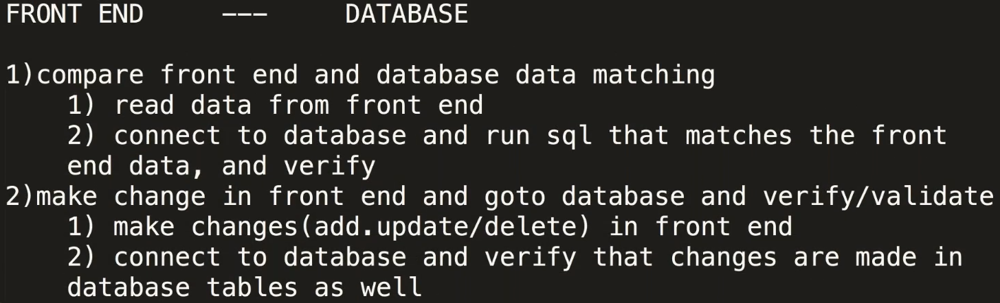 FRONT END     ---     DATABASE
1)compare front end and database data matching
1) read data from front end
2) connect to database and run sql that matches the front
end data, and verify
2)make change in front end and goto database and verify/validate
1) make changes(add.update/delete) in front end
2) connect to database and verify that changes are made in
database tables as well